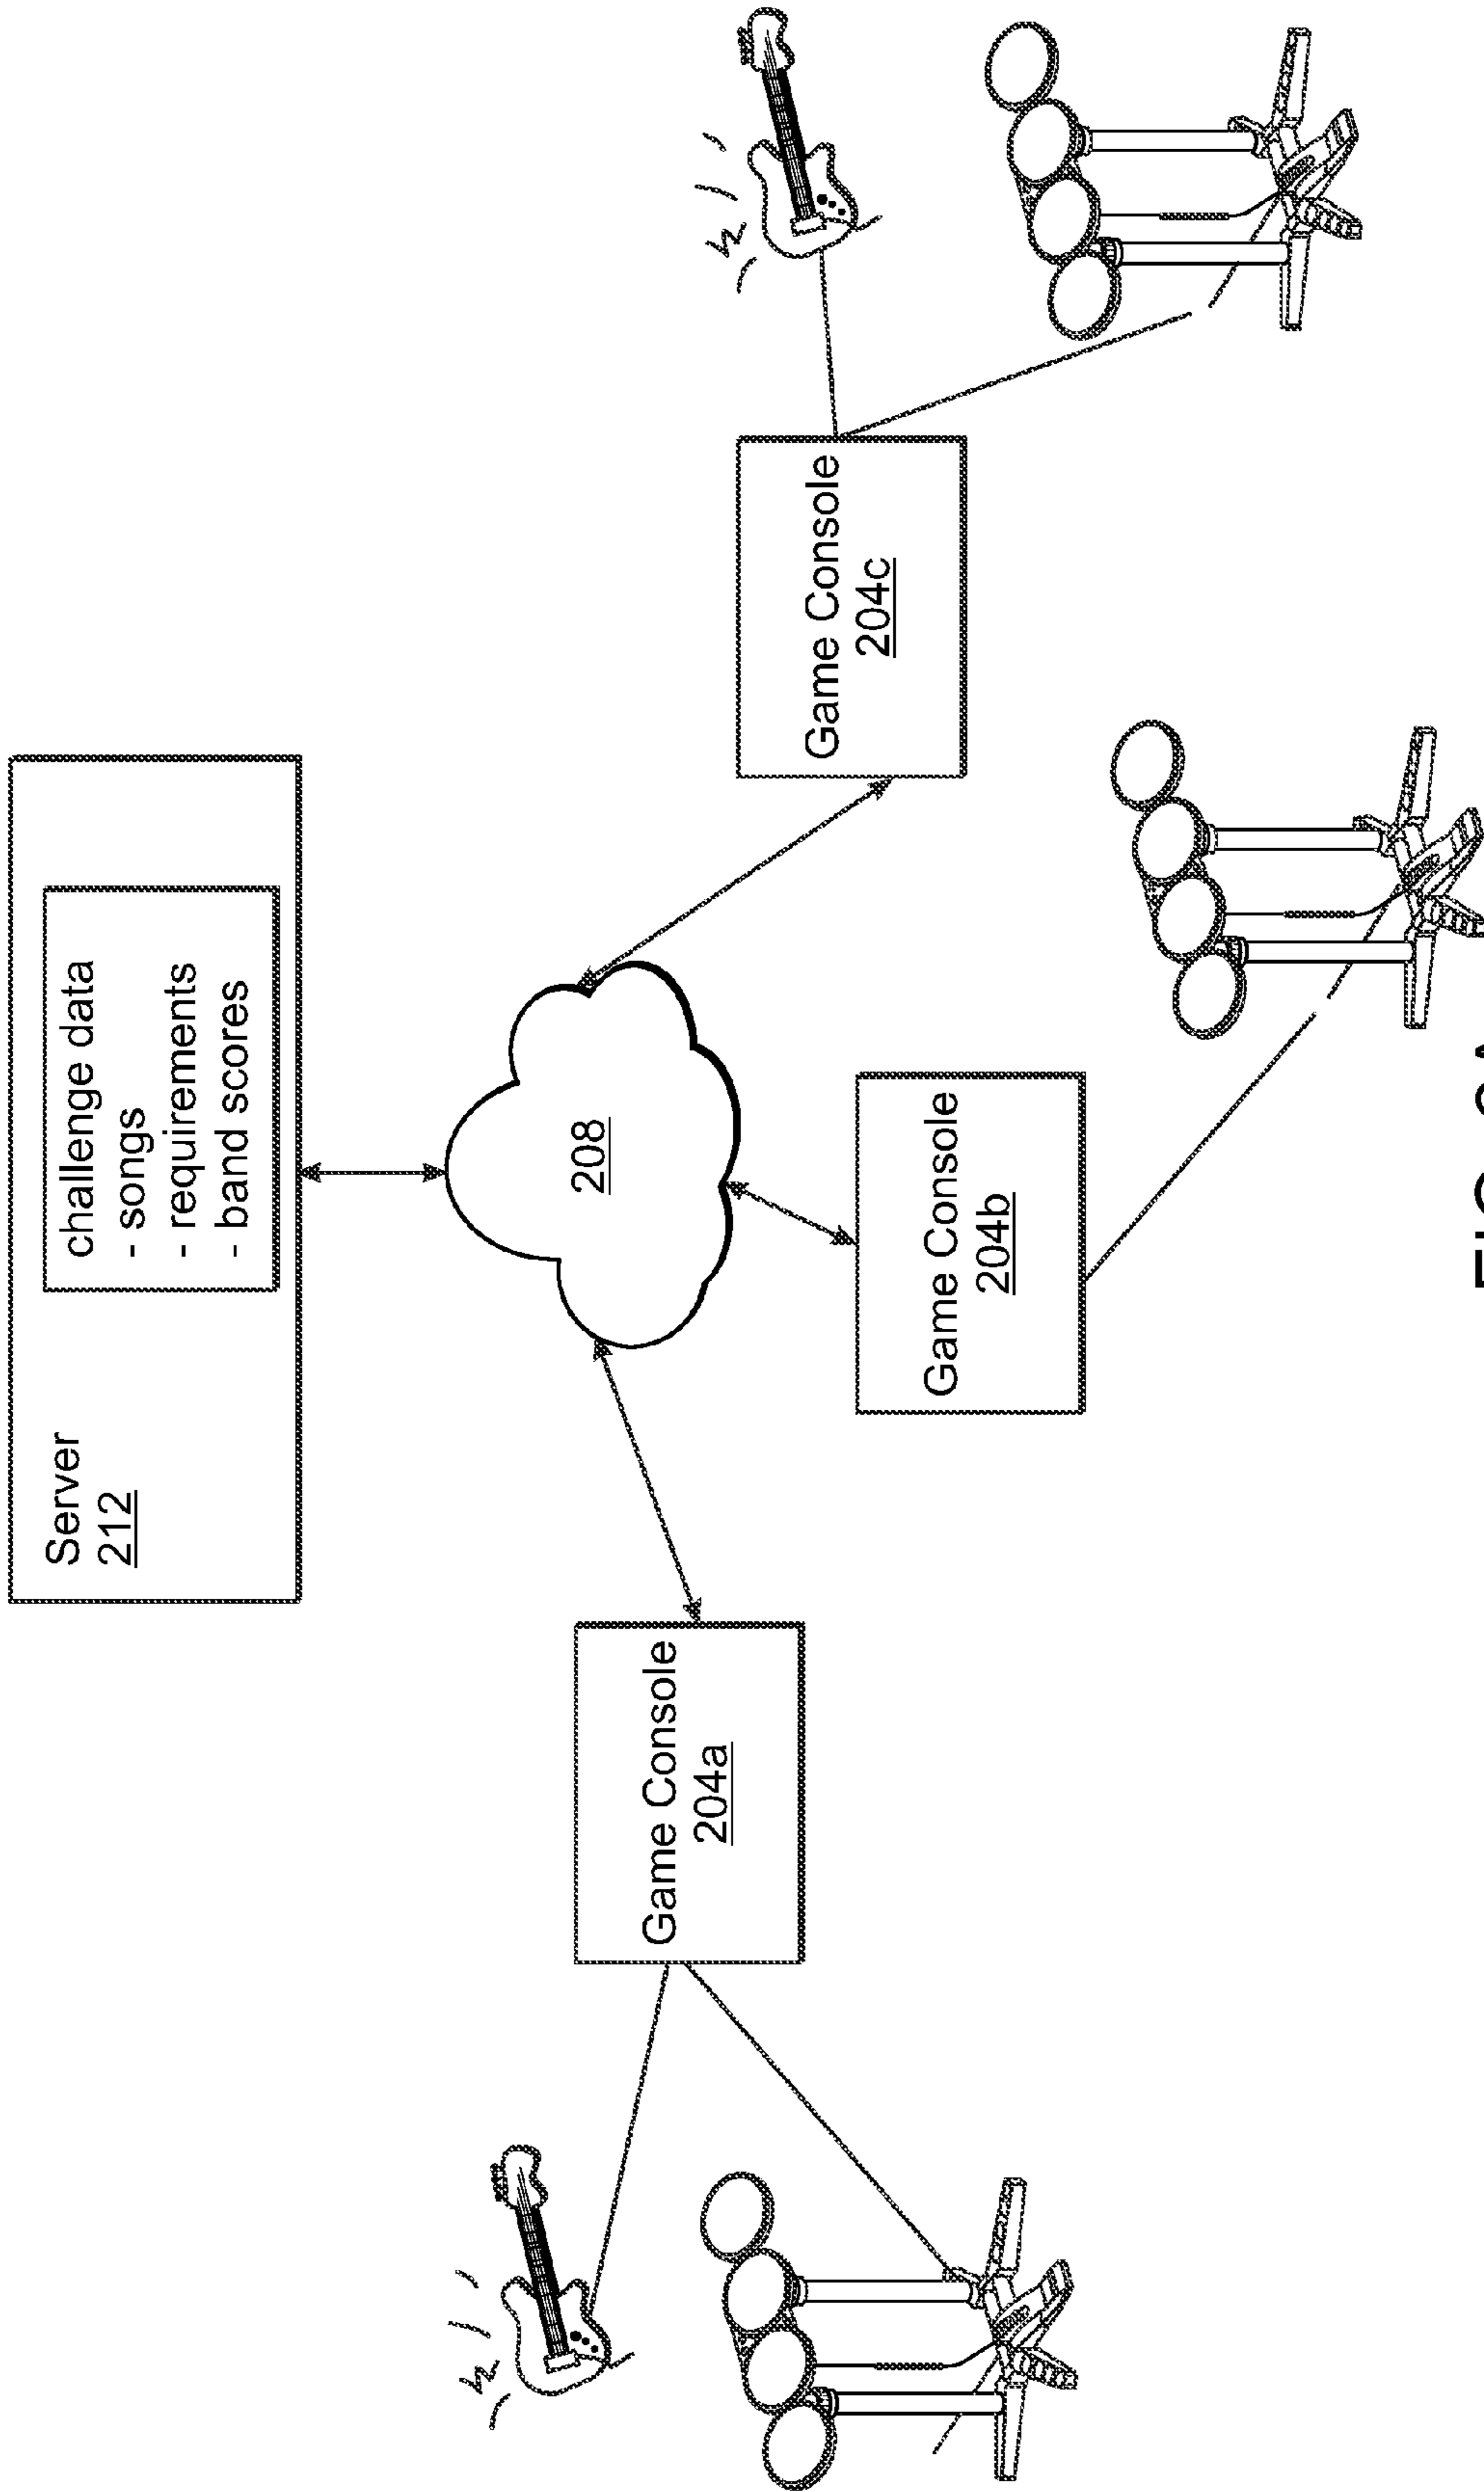 Server
212
challenge data
- songs
- requirements
- band scores
208
Game Console
204a
Game Console
204b
Game Console
204c